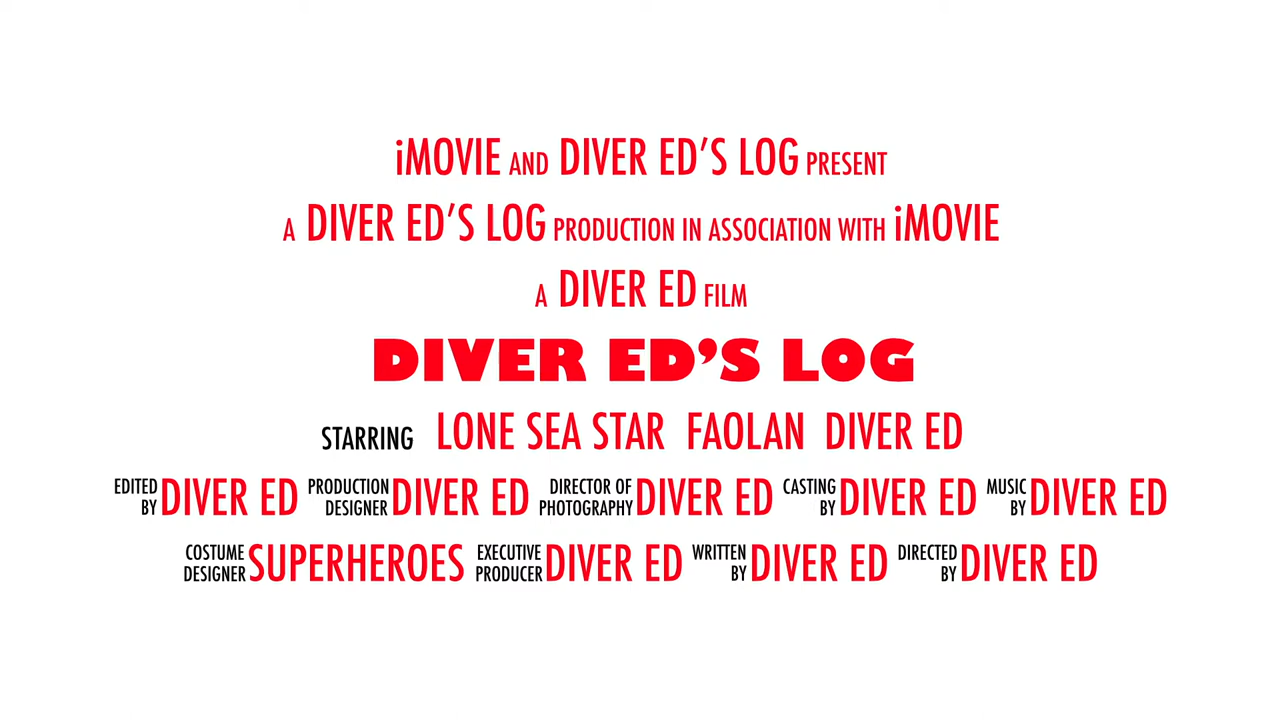 iMOVIE AND DIVER ED’S LOG PRESENT
A DIVER ED’S LOG PRODUCTION IN ASSOCIATION WITH iMOVIE
A DIVER ED FILM
DIVER ED’S LOG
STARRING LONE SEA STAR FAOLAN DIVER ED
EDITED BY DIVER ED PRODUCTION DESIGNER DIVER ED DIRECTOR OF PHOTOGRAPHY DIVER ED CASTING BY DIVER ED MUSIC BY DIVER ED
COSTUME DESIGNER SUPERHEROES EXECUTIVE PRODUCER DIVER ED WRITTEN BY DIVER ED DIRECTED BY DIVER ED